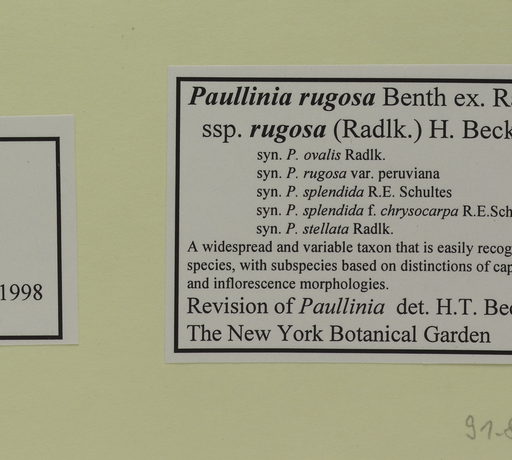 1998
Paullinia rugosa Benth ex. R
ssp. rugosa (Radlk.) H. Beck
syn. P. ovalis Radlk.
syn. P. rugosa var. peruviana
syn. P. splendida R.E. Schultes
syn. P. splendida f. chrysocarpa R.E.Sch
syn. P. stellata Radlk.
A widespread and variable taxon that is easily recog
species, with subspecies based on distinctions of cap
and inflorescence morphologies.
Revision of Paullinia det. H.T. Bec
The New York Botanical Garden